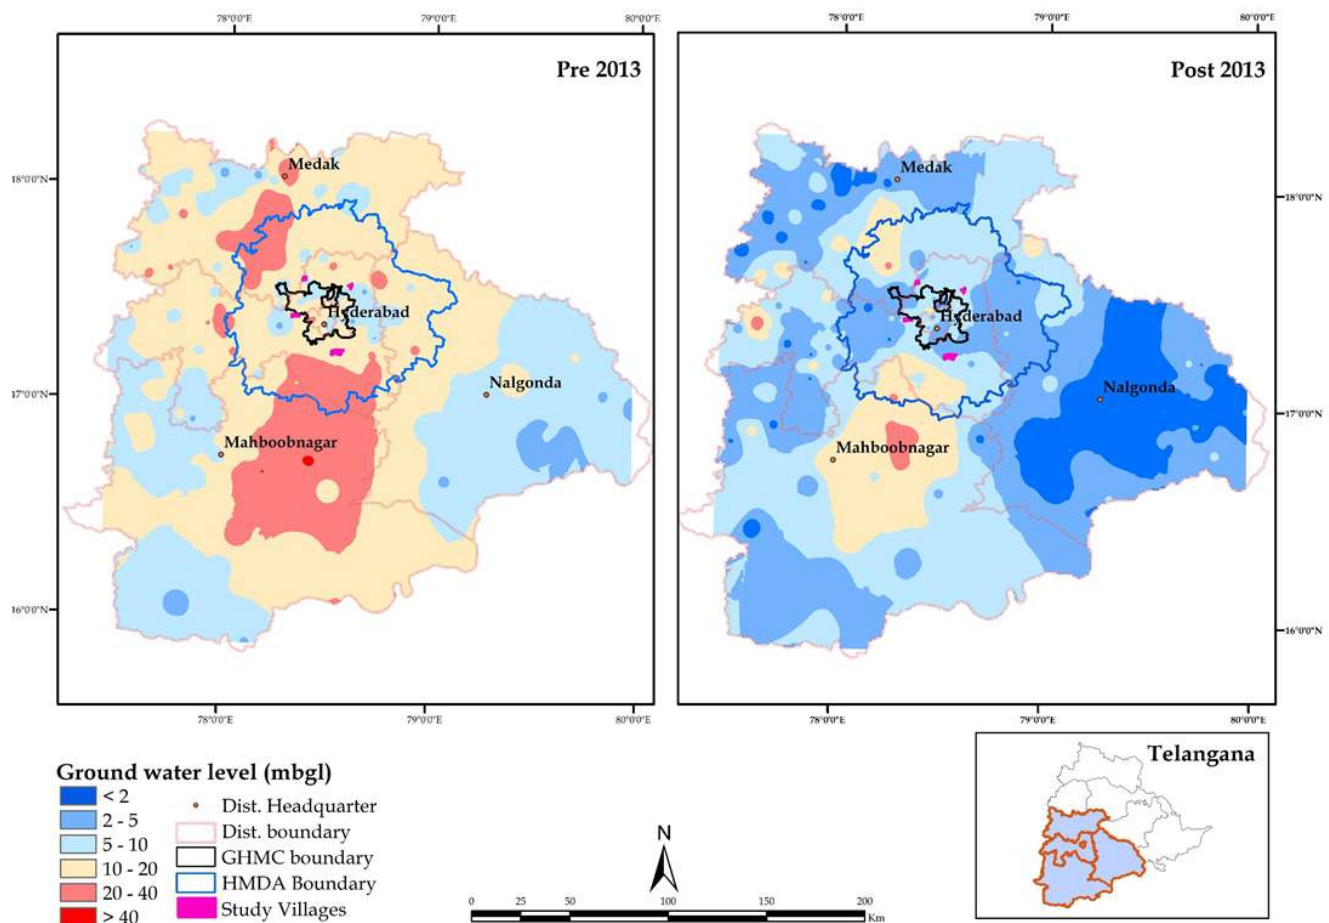 78°0'0"E 79°0'0"E 80°0'0"E 78°0'0"E 79°0'0"E 80°0'0"E
Pre 2013
Post 2013
Medak
Hyderabad
Nalgonda
Mahboobnagar
Medak
Hyderabad
Nalgonda
Mahboobnagar
18°0'0"N
17°0'0"N
16°0'0"N
18°0'0"N
17°0'0"N
16°0'0"N
78°0'0"E 79°0'0"E 80°0'0"E 78°0'0"E 79°0'0"E 80°0'0"E
Ground water level (mbgl)
< 2
2 - 5
5 - 10
10 - 20
20 - 40
> 40
Dist. Headquarter
Dist. boundary
GHMC boundary
HMDA Boundary
Study Villages
N
0 25 50 100 150 200
Km
Telangana